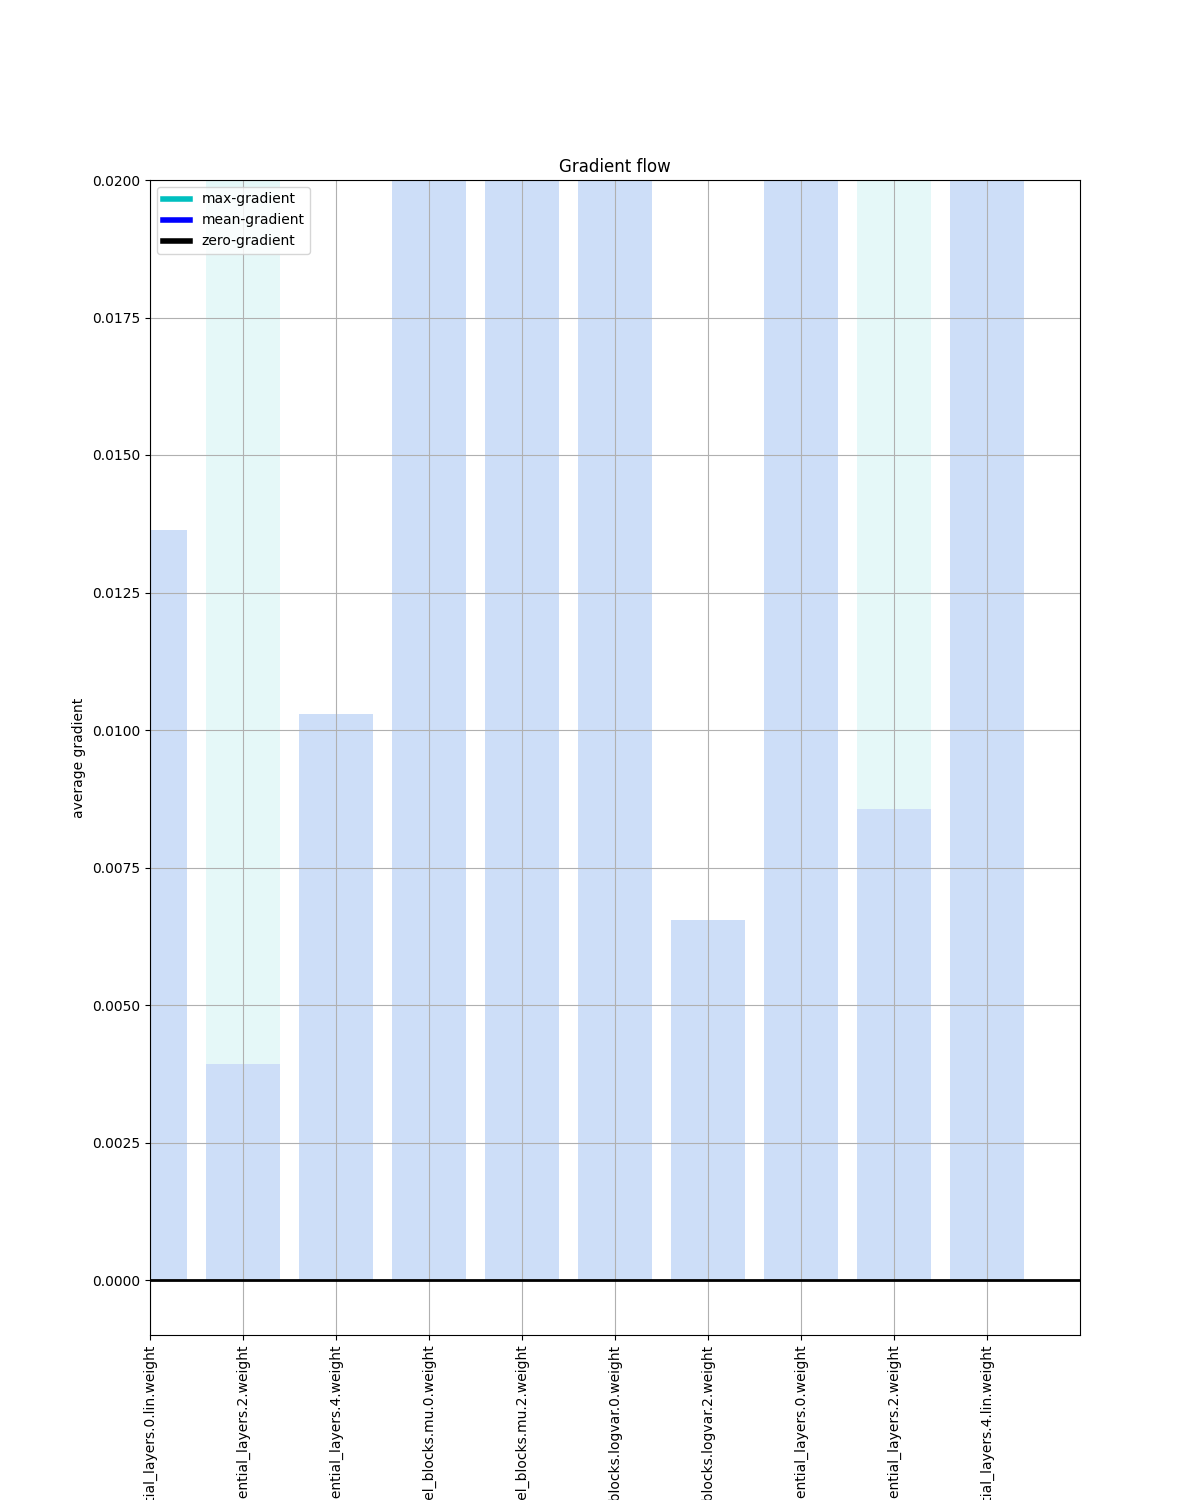 Gradient flow
max-gradient
mean-gradient
zero-gradient
0.0200
0.0175
0.0150
0.0125
0.0100
0.0075
0.0050
0.0025
0.0000
average gradient
tial_layers.0.lin.weight
ential_layers.2.weight
ential_layers.4.weight
el_blocks.mu.0.weight
el_blocks.mu.2.weight
blocks.logvar.0.weight
blocks.logvar.2.weight
ential_layers.0.weight
ential_layers.2.weight
tial_layers.4.lin.weight